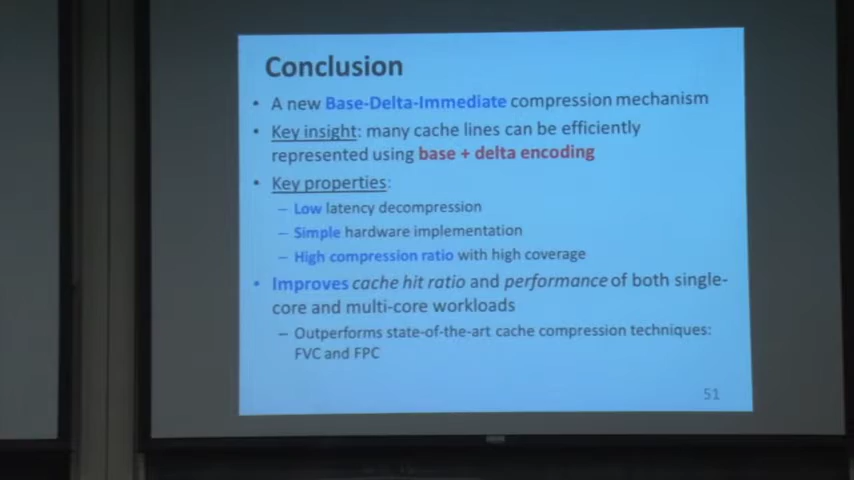 Conclusion
• A new Base-Delta-Immediate compression mechanism
• Key insight: many cache lines can be efficiently
represented using base + delta encoding
• Key properties:
– Low latency decompression
– Simple hardware implementation
– High compression ratio with high coverage
• Improves cache hit ratio and performance of both single-
core and multi-core workloads
– Outperforms state-of-the-art cache compression techniques:
FVC and FPC
51